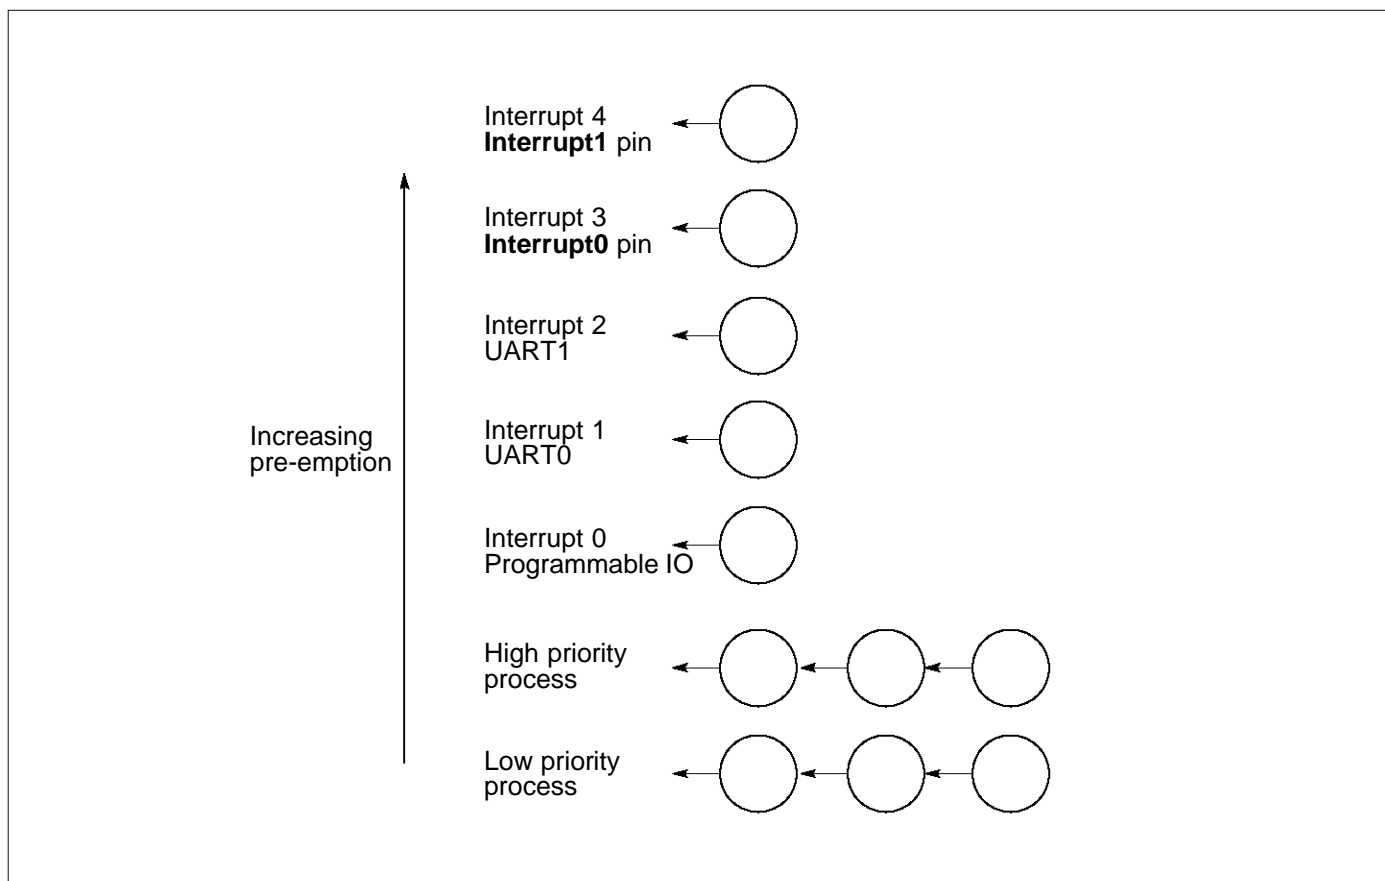 Interrupt 4
Interrupt1 pin
Interrupt 3
Interrupt0 pin
Interrupt 2
UART1
Increasing
pre-emption
Interrupt 1
UART0
Interrupt 0
Programmable IO
High priority
process
Low priority
process